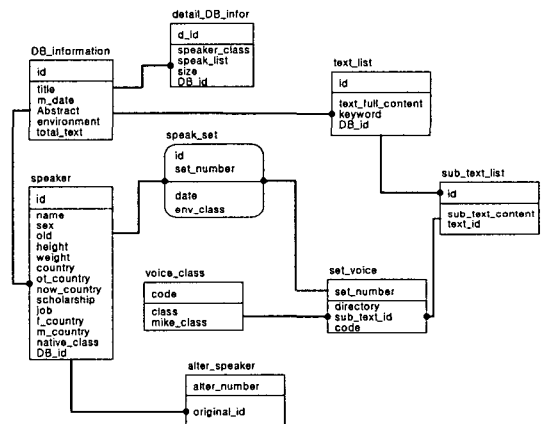 detail_DB_infor
d_id
speaker_class
speak_list
size
DB_id
DB_information
id
title
m_date
Abstract
environment
total_text
text_list
id
text_full_content
keyword
DB_id
speak_set
id
set_number
date
env_class
sub_text_list
id
sub_text_content
text_id
speaker
id
name
sex
old
height
weight
country
ot_country
now_country
scholarship
job
f_country
m_country
native_class
DB_id
voice_class
code
class
mike_class
set_voice
set_number
directory
sub_text_id
code
alter_speaker
alter_number
original_id